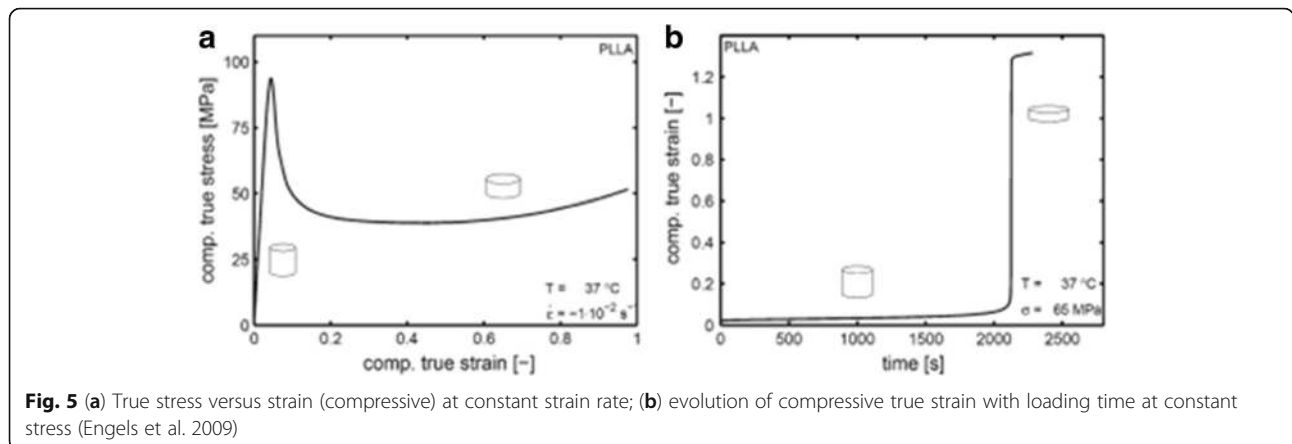 a
PLLA
100
75
50
25
0
comp. true stress [MPa]
T = 37 °C
ε̇ = −1·10⁻² s⁻¹
0 0.2 0.4 0.6 0.8 1
comp. true strain [−]
b
PLLA
1.2
1
0.8
0.6
0.4
0.2
0
comp. true strain [−]
T = 37 °C
σ = 65 MPa
0 500 1000 1500 2000 2500
time [s]
Fig. 5 (a) True stress versus strain (compressive) at constant strain rate; (b) evolution of compressive true strain with loading time at constant
stress (Engels et al. 2009)